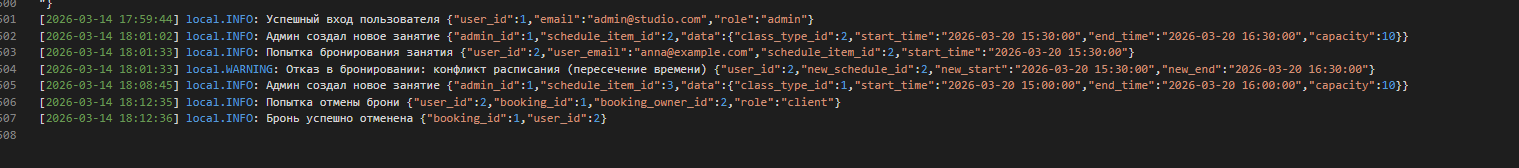 500 "}
501 [2026-03-14 17:59:44] local.INFO: Успешный вход пользователя {"user_id":1,"email":"admin@studio.com","role":"admin"}
502 [2026-03-14 18:01:02] local.INFO: Админ создал новое занятие {"admin_id":1,"schedule_item_id":2,"data":{"class_type_id":2,"start_time":"2026-03-20 15:30:00","end_time":"2026-03-20 16:30:00","capacity":10}}
503 [2026-03-14 18:01:33] local.INFO: Попытка бронирования занятия {"user_id":2,"user_email":"anna@example.com","schedule_item_id":2,"start_time":"2026-03-20 15:30:00"}
504 [2026-03-14 18:01:33] local.WARNING: Отказ в бронировании: конфликт расписания (пересечение времени) {"user_id":2,"new_schedule_id":2,"new_start":"2026-03-20 15:30:00","new_end":"2026-03-20 16:30:00"}
505 [2026-03-14 18:08:45] local.INFO: Админ создал новое занятие {"admin_id":1,"schedule_item_id":3,"data":{"class_type_id":1,"start_time":"2026-03-20 15:00:00","end_time":"2026-03-20 16:00:00","capacity":10}}
506 [2026-03-14 18:12:35] local.INFO: Попытка отмены брони {"user_id":2,"booking_id":1,"booking_owner_id":2,"role":"client"}
507 [2026-03-14 18:12:36] local.INFO: Бронь успешно отменена {"booking_id":1,"user_id":2}
508